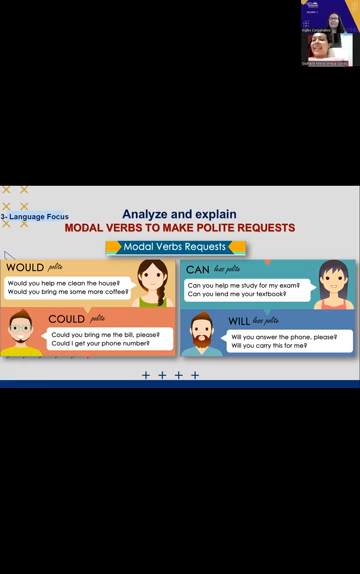 3- Language Focus
Analyze and explain
MODAL VERBS TO MAKE POLITE REQUESTS
Modal Verbs Requests
WOULD polite
Would you help me clean the house?
Would you bring me some more coffee?
CAN less polite
Can you help me study for my exam?
Can you lend me your textbook?
COULD polite
Could you bring me the bill, please?
Could I get your phone number?
WILL less polite
Will you answer the phone, please?
Will you carry this for me?